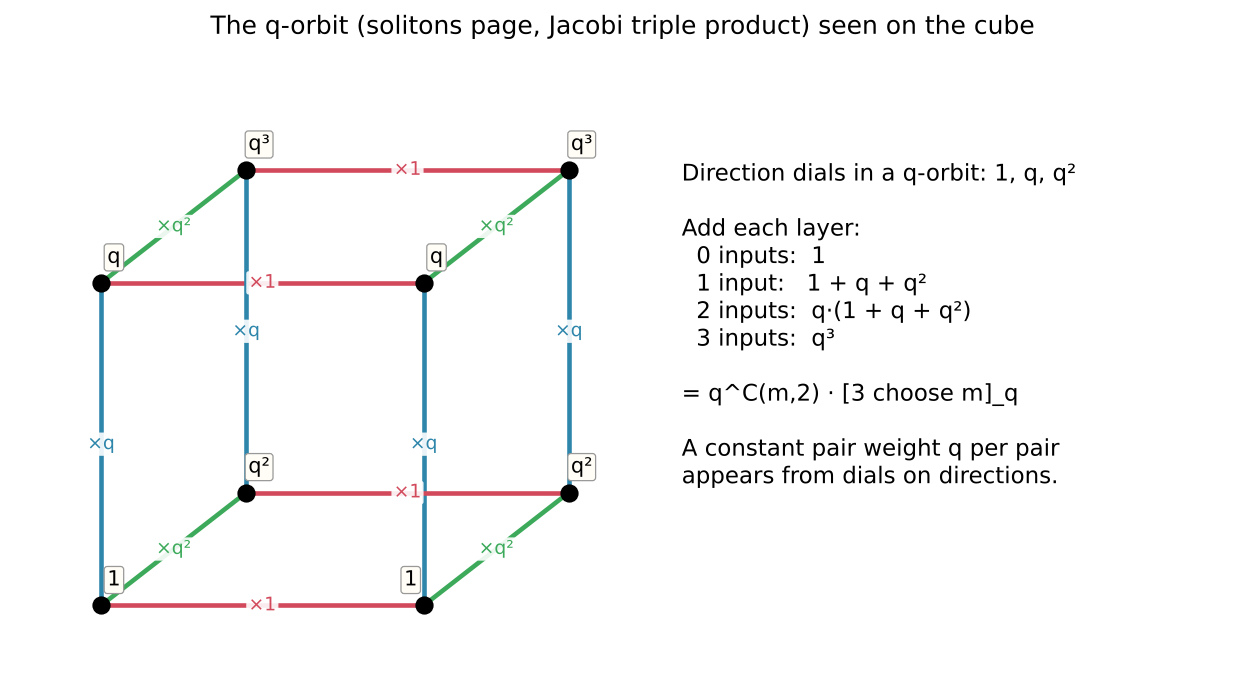 The q-orbit (solitons page, Jacobi triple product) seen on the cube
q³
q³
×1
×q²
×q²
q
q
×1
×q
×q
×q
×q
q²
q²
×1
×q²
×q²
1
1
×1
Direction dials in a q-orbit: 1, q, q²
Add each layer:
0 inputs: 1
1 input: 1 + q + q²
2 inputs: q·(1 + q + q²)
3 inputs: q³
= q^C(m,2) · [3 choose m]_q
A constant pair weight q per pair
appears from dials on directions.